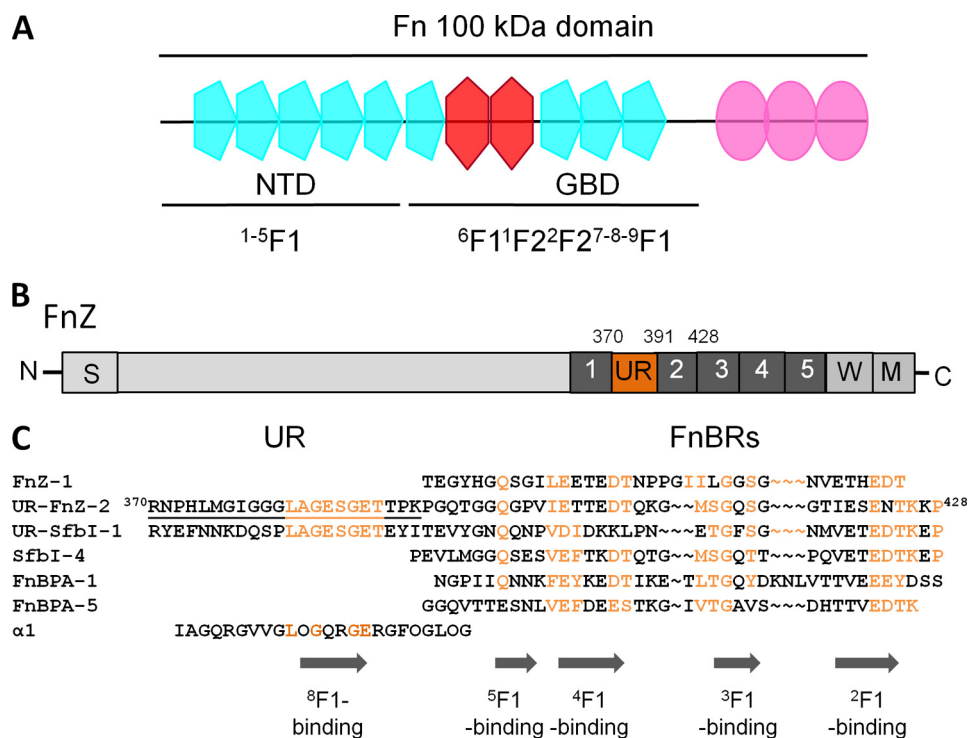 A
Fn 100 kDa domain
NTD GBD
¹⁻⁵F1 ⁶F1¹F2²F2⁷⁻⁸⁻⁹F1
B
FnZ
370 391 428
N S 1 UR 2 3 4 5 W M C
C
UR FnBRs
FnZ-1 TEGYHGQSGILEETEDTNPPGIILGGSG~~~NVETHEDT
UR-FnZ-2 ³⁷⁰RNPHLMGIGGGLAGESGETTPKPGQTGGQGPVIETTEDTQKG~~MSGQSG~~~TIESENTKKP⁴²⁸
UR-SfbI-1 RYEFNNKDQSPLAGESGETEYITEVYGNQQNPVDIDKKLPN~~~ETGFSG~~~NMVETEDTKEP
SfbI-4 PEVLMGGQSESVEFTKDTQTG~~MSGQTT~~~PQVETEDTKEP
FnBPA-1 NGPIIQNNKFEYKEDTIKE~TLTGQYDKNLVTTVEEEYDSS
FnBPA-5 GGQVTTESNLVEFDEESTKG~IVTGAVS~~~DHTTVEDTK
α1 IAGQRGVVGLOGQRGERGFOGLOG
⁸F1- ⁵F1 ⁴F1 ³F1 ²F1
binding -binding -binding -binding -binding